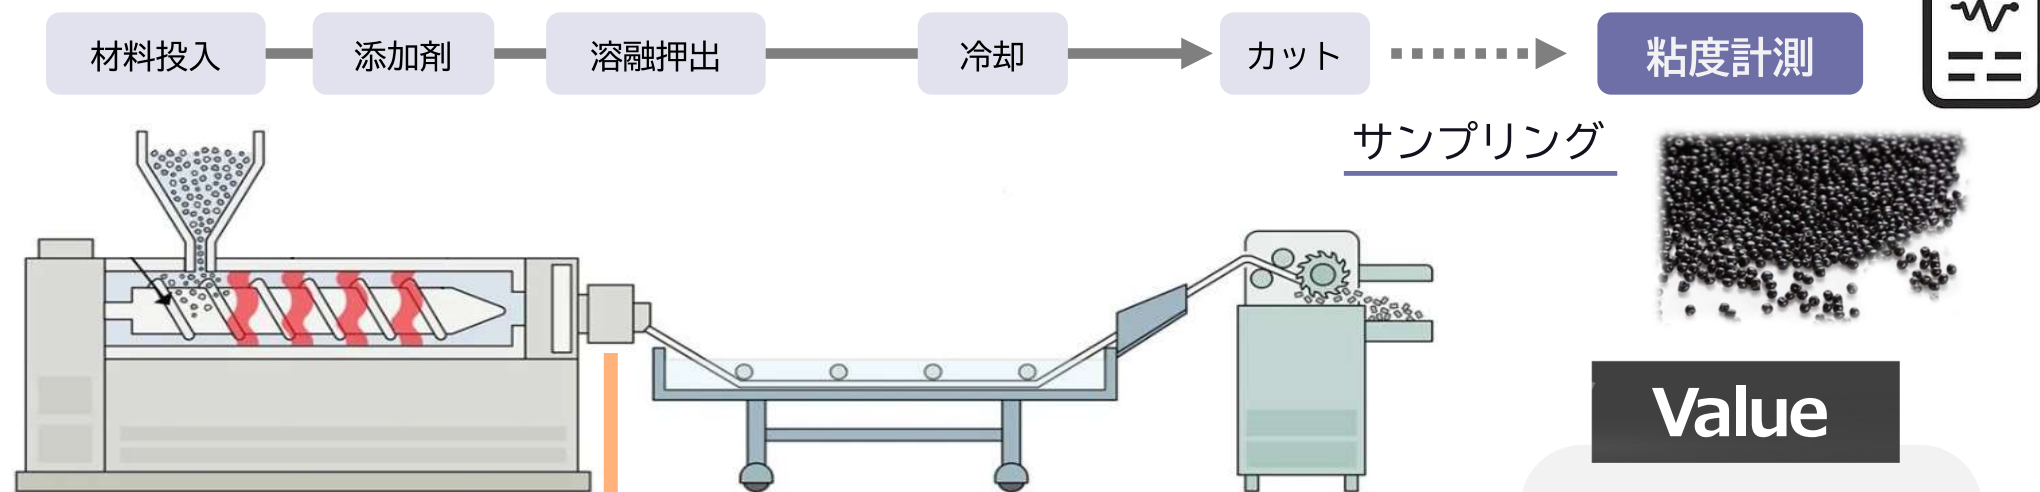 材料投入
添加剤
溶融押出
冷却
カット
粘度計測
サンプリング
Value